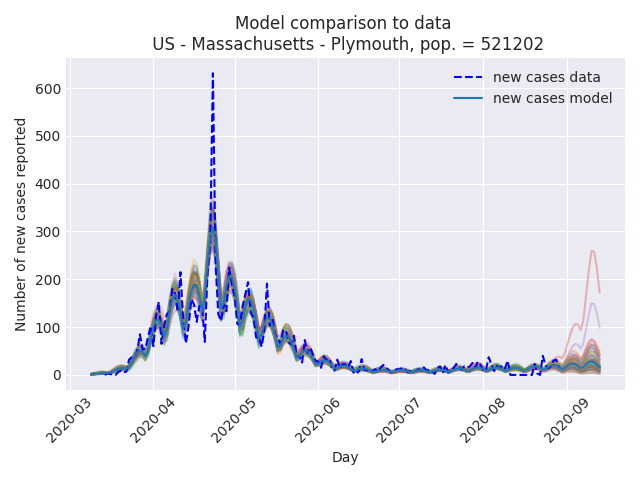 Model comparison to data
US - Massachusetts - Plymouth, pop. = 521202
new cases data
new cases model
Number of new cases reported
600
500
400
300
200
100
0
2020-03
2020-04
2020-05
2020-06
2020-07
2020-08
2020-09
Day